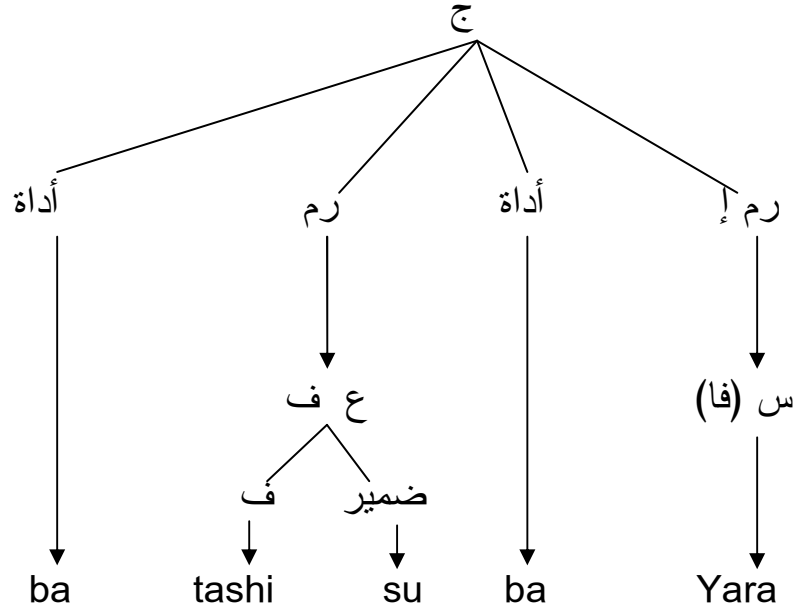 ج
رم إ أداة رم أداة
س (فا) ع ف
ضمير ف
ba tashi su ba Yara